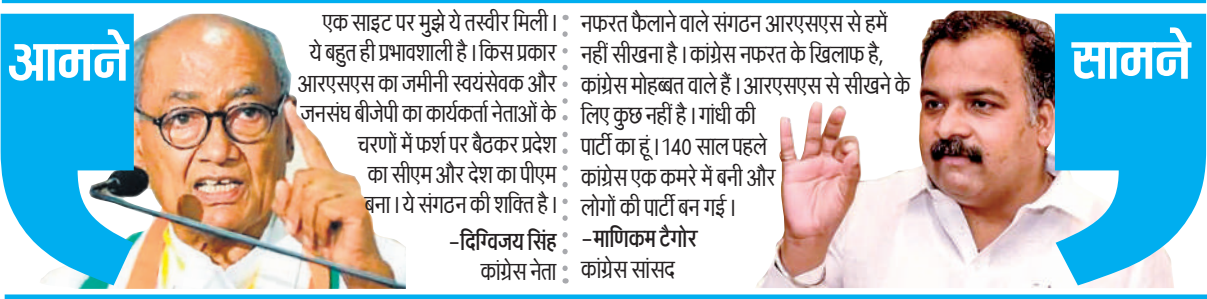 आमने
एक साइट पर मुझे ये तस्वीर मिली।
ये बहुत ही प्रभावशाली है। किस प्रकार
आरएसएस का जमीनी स्वयंसेवक और
जनसंघ बीजेपी का कार्यकर्ता नेताओं के
चरणों में फर्श पर बैठकर प्रदेश
का सीएम और देश का पीएम
बना। ये संगठन की शक्ति है।
-दिग्विजय सिंह
कांग्रेस नेता
नफरत फैलाने वाले संगठन आरएसएस से हमें
नहीं सीखना है। कांग्रेस नफरत के खिलाफ है,
कांग्रेस मोहब्बत वाले हैं। आरएसएस से सीखने के
लिए कुछ नहीं है। गांधी की
पार्टी का हूं। 140 साल पहले
कांग्रेस एक कमरे में बनी और
लोगों की पार्टी बन गई।
-माणिकम टैगोर
कांग्रेस सांसद
सामने